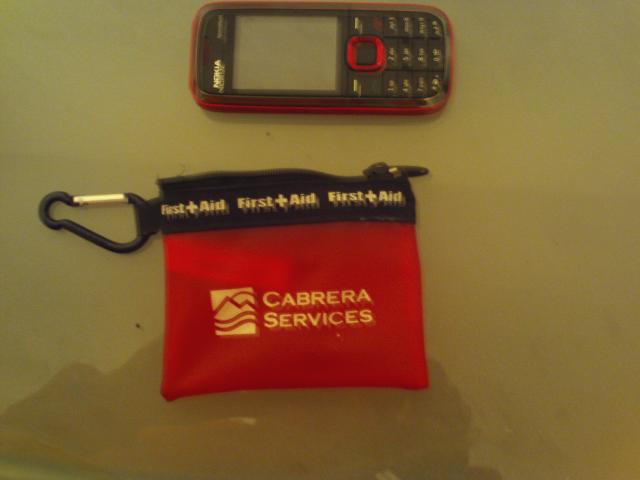 NOKIA
First+Aid First+Aid First+Aid
CABRERA
SERVICES